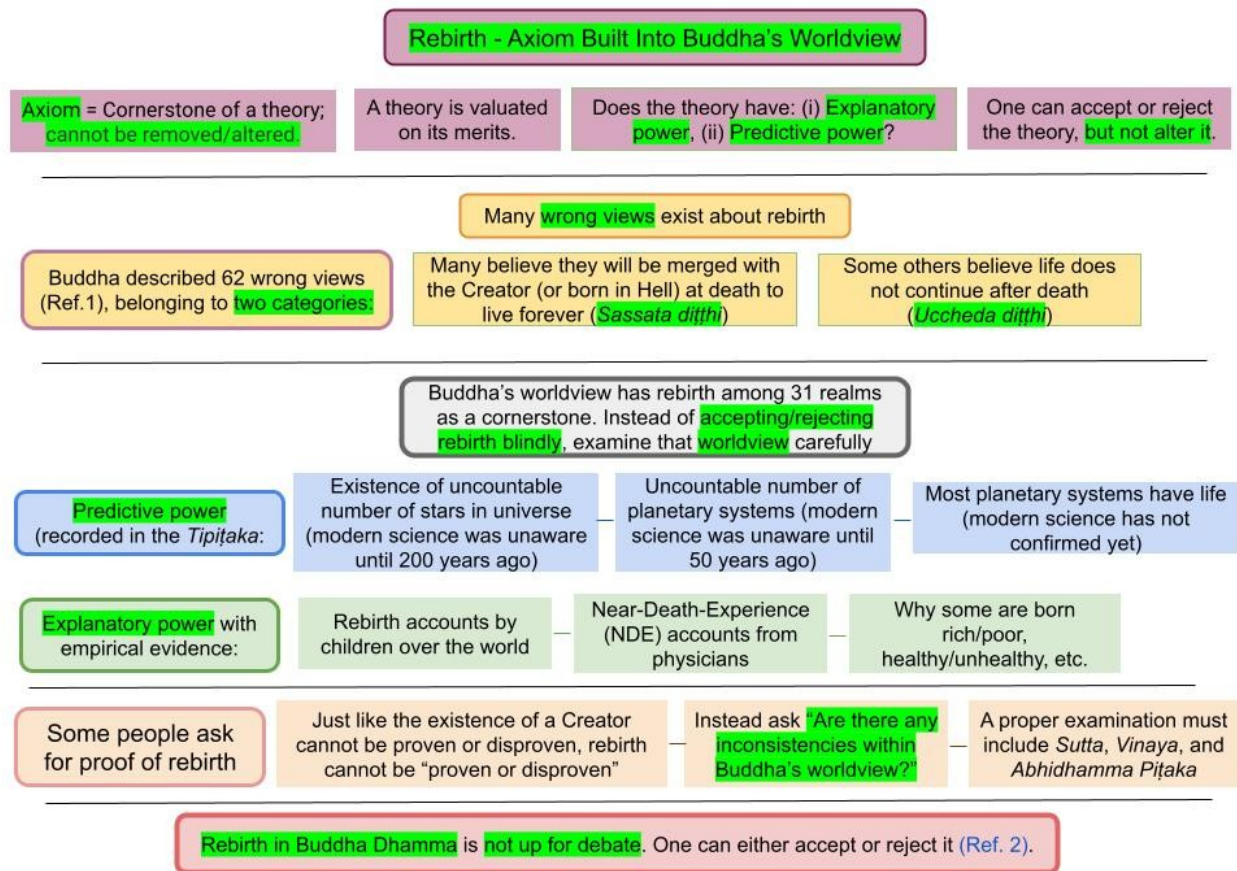 Rebirth - Axiom Built Into Buddha's Worldview
Axiom = Cornerstone of a theory;
cannot be removed/altered.
A theory is valuated
on its merits.
Does the theory have: (i) Explanatory
power, (ii) Predictive power?
One can accept or reject
the theory, but not alter it.
Many wrong views exist about rebirth
Buddha described 62 wrong views
(Ref.1), belonging to two categories:
Many believe they will be merged with
the Creator (or born in Hell) at death to
live forever (Sassata diṭṭhi)
Some others believe life does
not continue after death
(Uccheda diṭṭhi)
Buddha's worldview has rebirth among 31 realms
as a cornerstone. Instead of accepting/rejecting
rebirth blindly, examine that worldview carefully
Predictive power
(recorded in the Tipiṭaka:
Existence of uncountable
number of stars in universe
(modern science was unaware
until 200 years ago)
Uncountable number of
planetary systems (modern
science was unaware until
50 years ago)
Most planetary systems have life
(modern science has not
confirmed yet)
Explanatory power with
empirical evidence:
Rebirth accounts by
children over the world
Near-Death-Experience
(NDE) accounts from
physicians
Why some are born
rich/poor,
healthy/unhealthy, etc.
Some people ask
for proof of rebirth
Just like the existence of a Creator
cannot be proven or disproven, rebirth
cannot be "proven or disproven"
Instead ask "Are there any
inconsistencies within
Buddha's worldview?"
A proper examination must
include Sutta, Vinaya, and
Abhidhamma Piṭaka
Rebirth in Buddha Dhamma is not up for debate. One can either accept or reject it (Ref. 2).